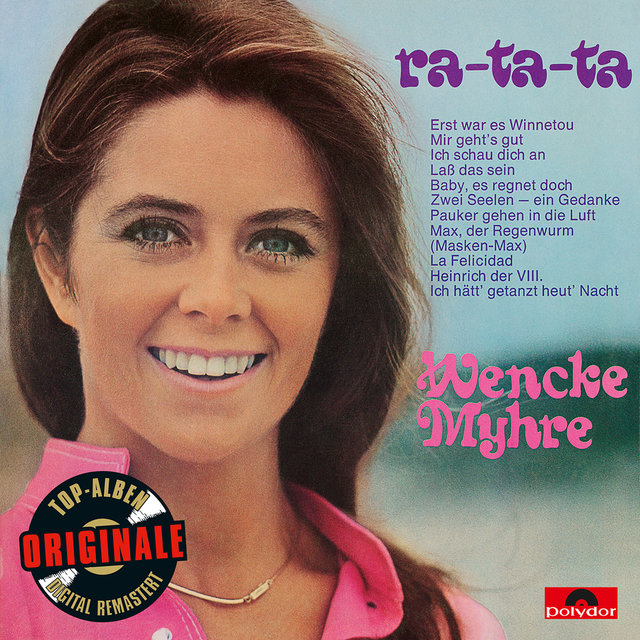 ra-ta-ta
Erst war es Winnetou
Mir geht's gut
Ich schau dich an
Laß das sein
Baby, es regnet doch
Zwei Seelen — ein Gedanke
Pauker gehen in die Luft
Max, der Regenwurm
(Masken-Max)
La Felicidad
Heinrich der VIII.
Ich hätt' getanzt heut' Nacht
Wencke
Myhre
TOP-ALBEN
ORIGINALE
DIGITAL REMASTERT
polydor